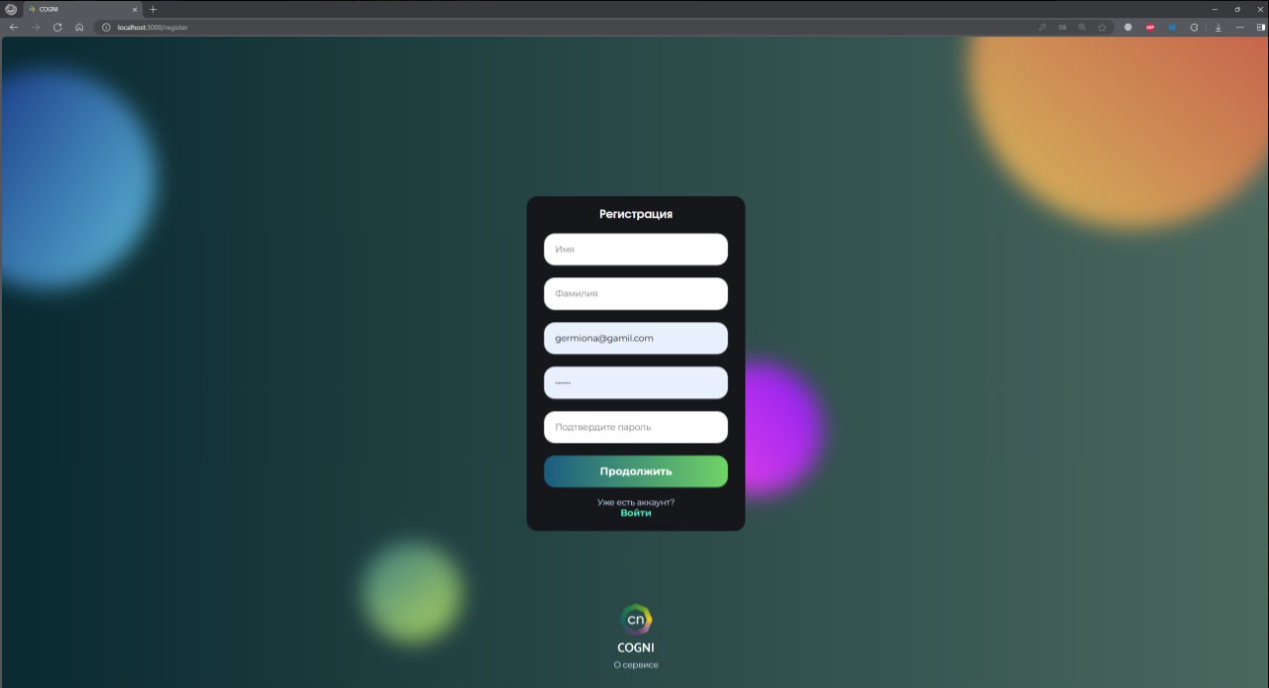 COGNI
localhost:3000/register
Регистрация
Имя
Фамилия
germiona@gamil.com
••••••
Подтвердите пароль
Продолжить
Уже есть аккаунт?
Войти
cn
COGNI
О сервисе